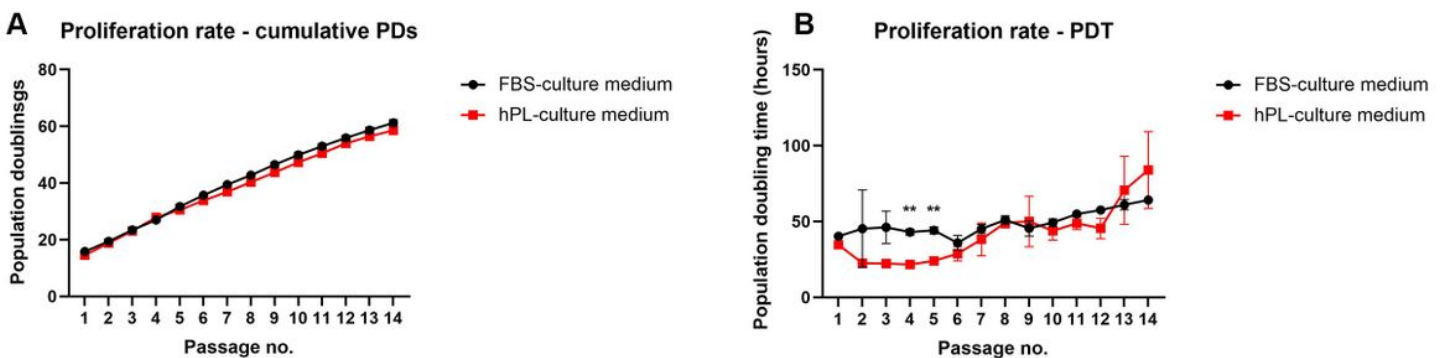 A
Proliferation rate - cumulative PDs
Population doublinsgs
80
60
40
20
0
1 2 3 4 5 6 7 8 9 10 11 12 13 14
Passage no.
FBS-culture medium
hPL-culture medium
B
Proliferation rate - PDT
Population doubling time (hours)
150
100
50
0
** **
1 2 3 4 5 6 7 8 9 10 11 12 13 14
Passage no.
FBS-culture medium
hPL-culture medium